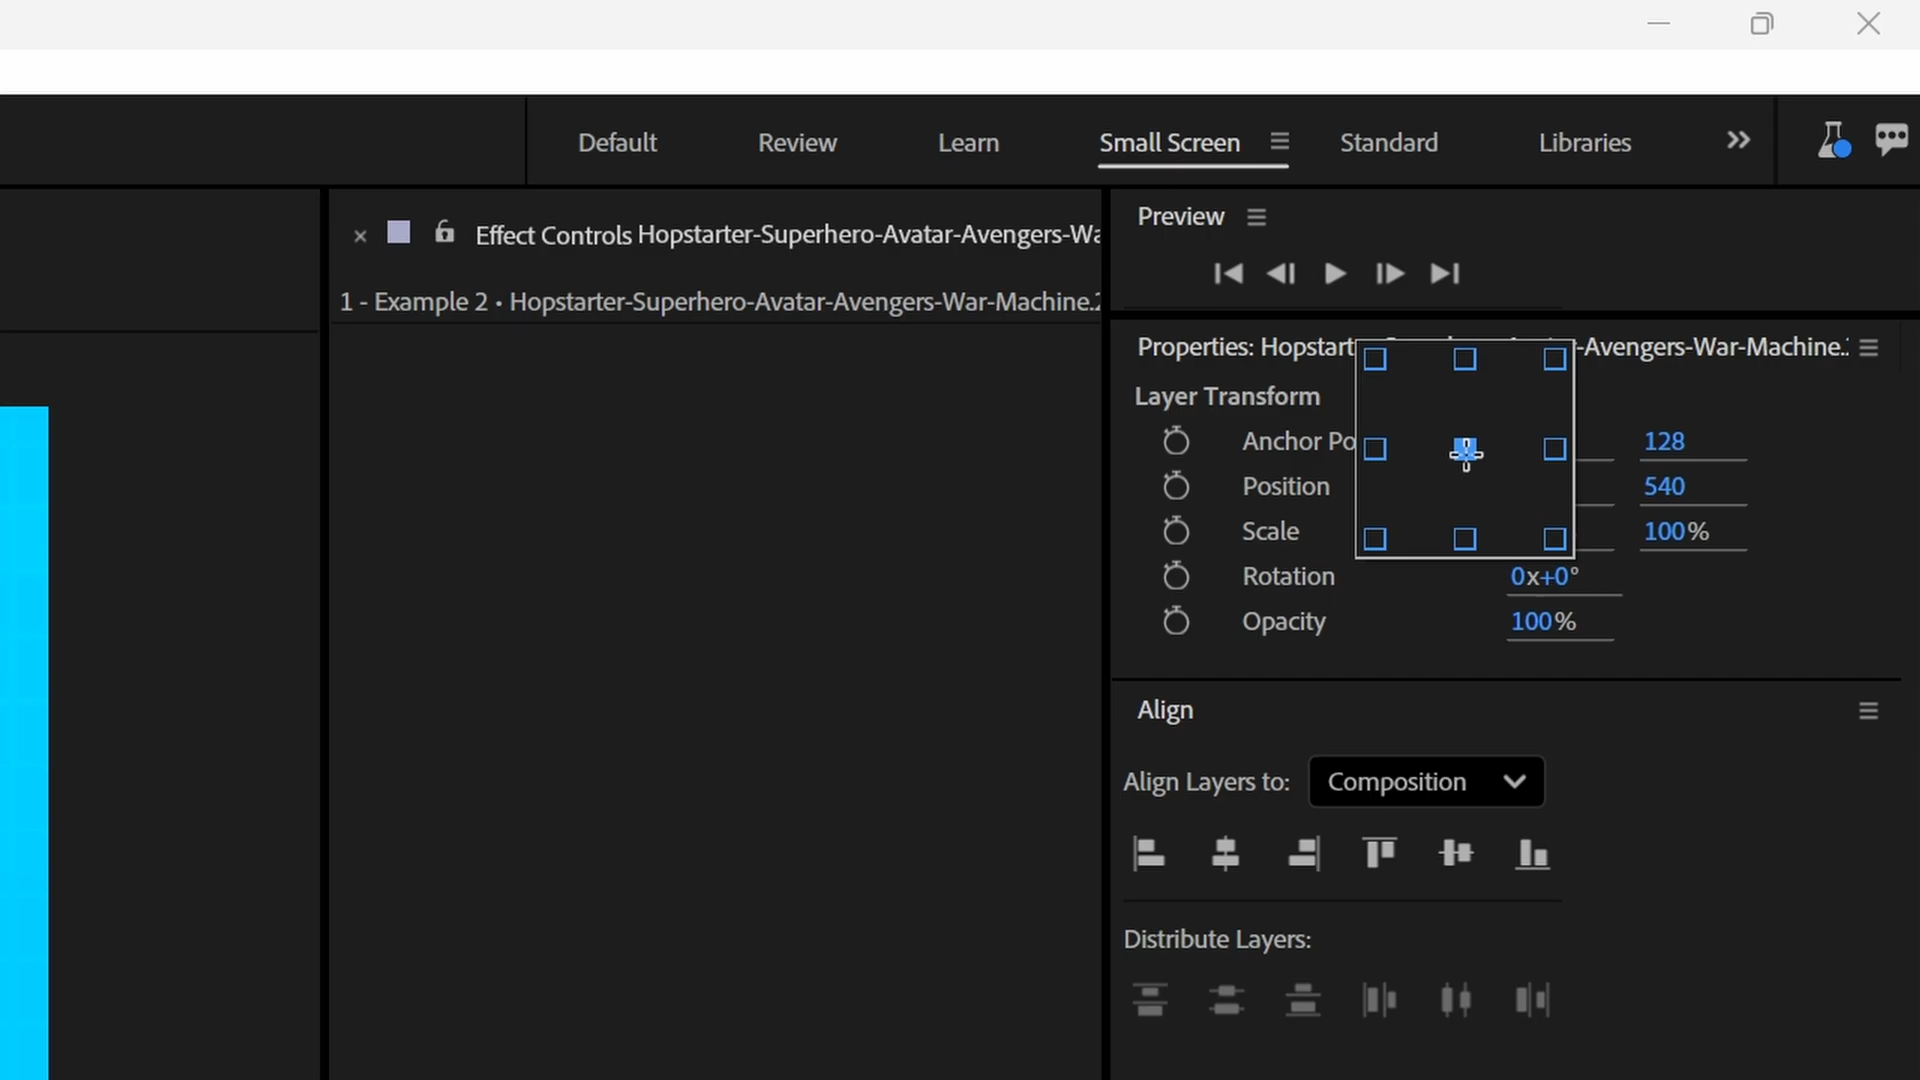 Default Review Learn Small Screen Standard Libraries
Effect Controls Hopstarter-Superhero-Avatar-Avengers-Wa
1 - Example 2 • Hopstarter-Superhero-Avatar-Avengers-War-Machine.2
Preview
Properties: Hopstart -Avengers-War-Machine.
Layer Transform
Anchor Po 128
Position 540
Scale 100%
Rotation 0x+0°
Opacity 100%
Align
Align Layers to: Composition
Distribute Layers: